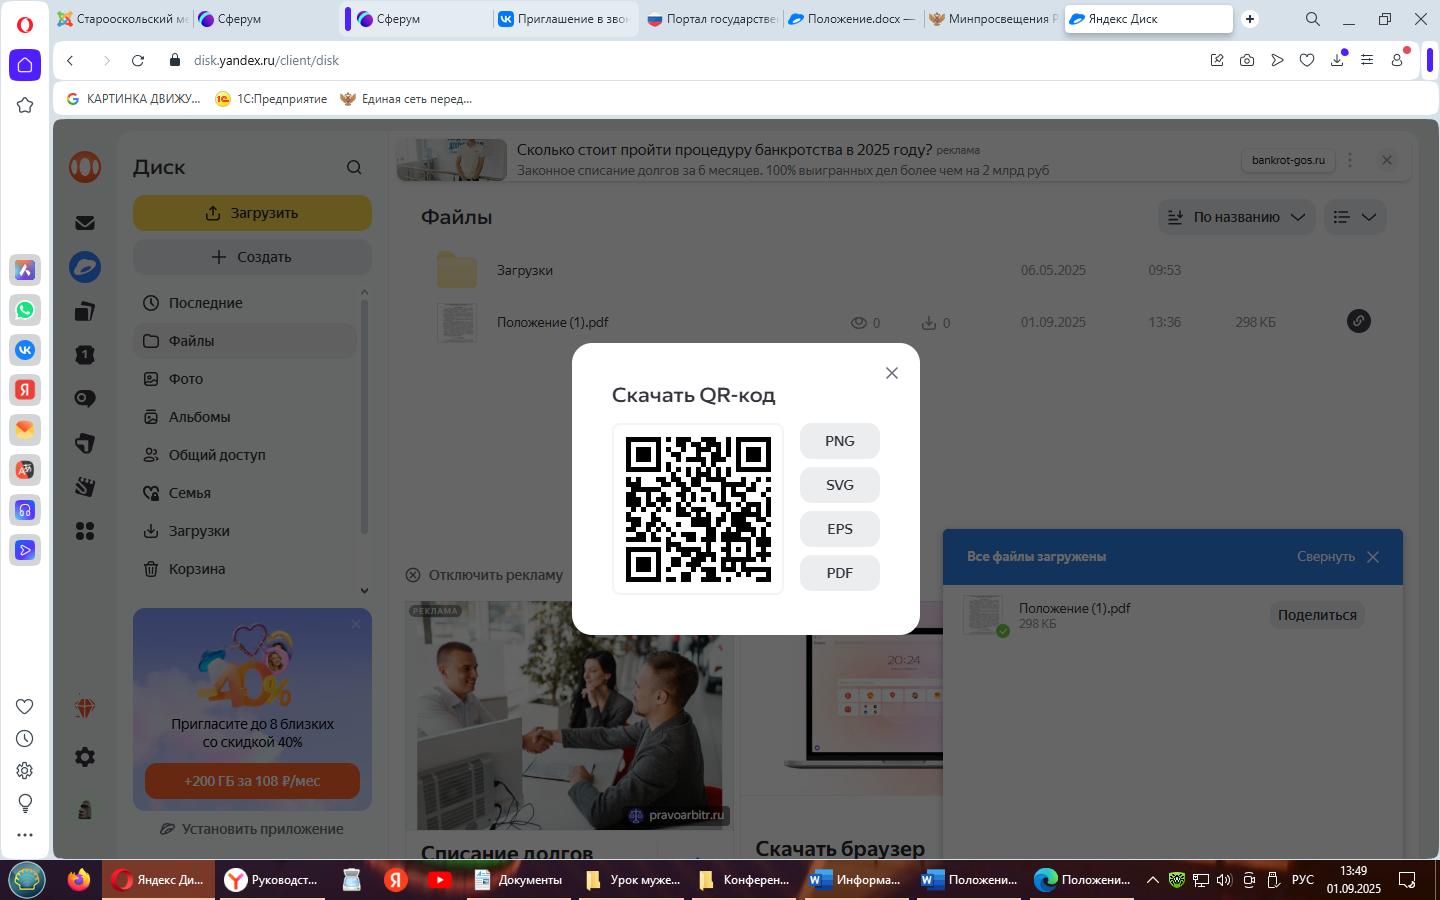 Старооскольский ме
Сферум
Сферум
Приглашение в звон
Портал государстве
Положение.docx —
Минпросвещения Р
Яндекс Диск
disk.yandex.ru/client/disk
КАРТИНКА ДВИЖУ...
1С:Предприятие
Единая сеть перед...
Диск
Загрузить
Создать
Последние
Файлы
Фото
Альбомы
Общий доступ
Семья
Загрузки
Корзина
40%
Пригласите до 8 близких
со скидкой 40%
+200 ГБ за 108 ₽/мес
Установить приложение
Сколько стоит пройти процедуру банкротства в 2025 году? реклама
Законное списание долгов за 6 месяцев. 100% выигранных дел более чем на 2 млрд руб
bankrot-gos.ru
Файлы
По названию
Загрузки 06.05.2025 09:53
Положение (1).pdf 0 0 01.09.2025 13:36 298 КБ
Скачать QR-код
PNG
SVG
EPS
PDF
Отключить рекламу
РЕКЛАМА
pravoarbitr.ru
Списание долгов
20:24
Скачать браузер
Все файлы загружены
Свернуть
Положение (1).pdf
298 КБ
Поделиться
Яндекс Ди...
Руководст...
Документы
Урок муже...
Конферен...
Информа...
Положени...
Положени...
РУС
13:49
01.09.2025